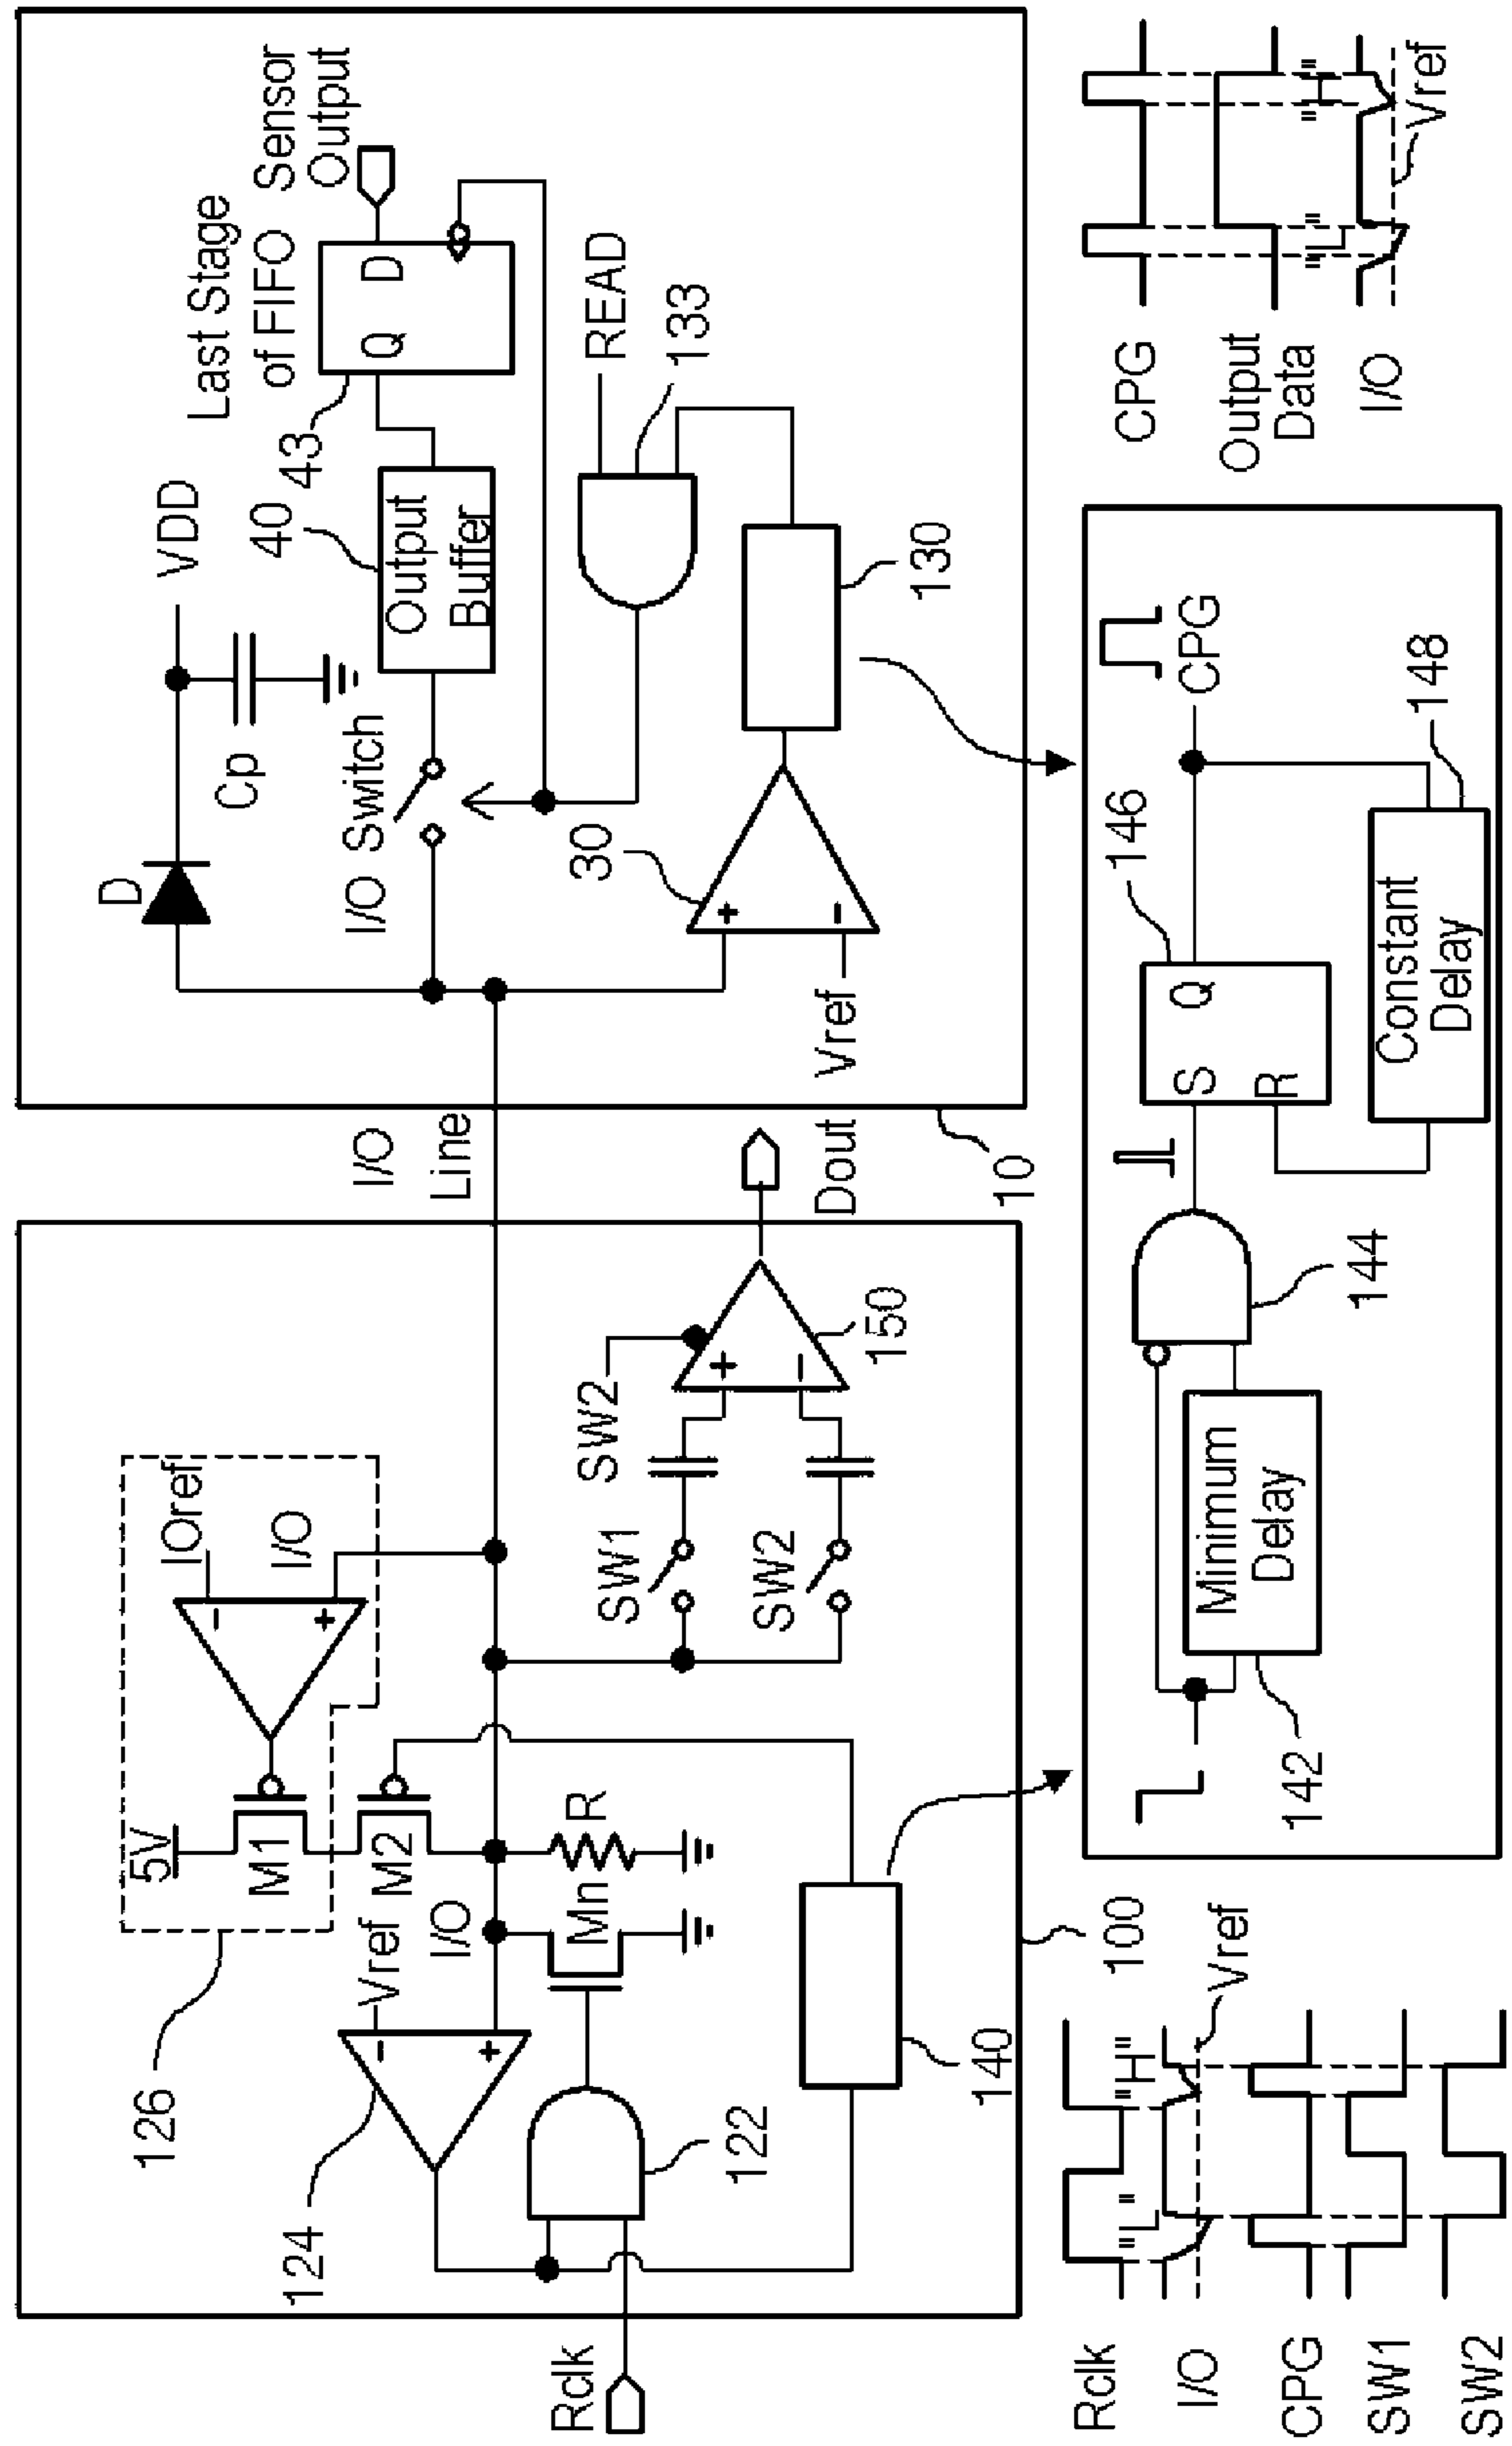 Rclk
124
126
Vref
I/O
5V
M1
M2
IOref
I/O
-
+
-
+
122
Mn
R
140
SW1
SW2
SW2
+
-
150
Dout
100
I/O
Line
10
D
VDD
Cp
I/O Switch
40
Output
Buffer
43
Last Stage
of FIFO
Q
D
Sensor
Output
READ
133
30
+
-
Vref
130
Rclk
I/O
CPG
SW1
SW2
"L"
"H"
Vref
142
Minimum
Delay
144
S
R
Q
146
CPG
Constant
Delay
148
CPG
Output
Data
I/O
"L"
"H"
Vref